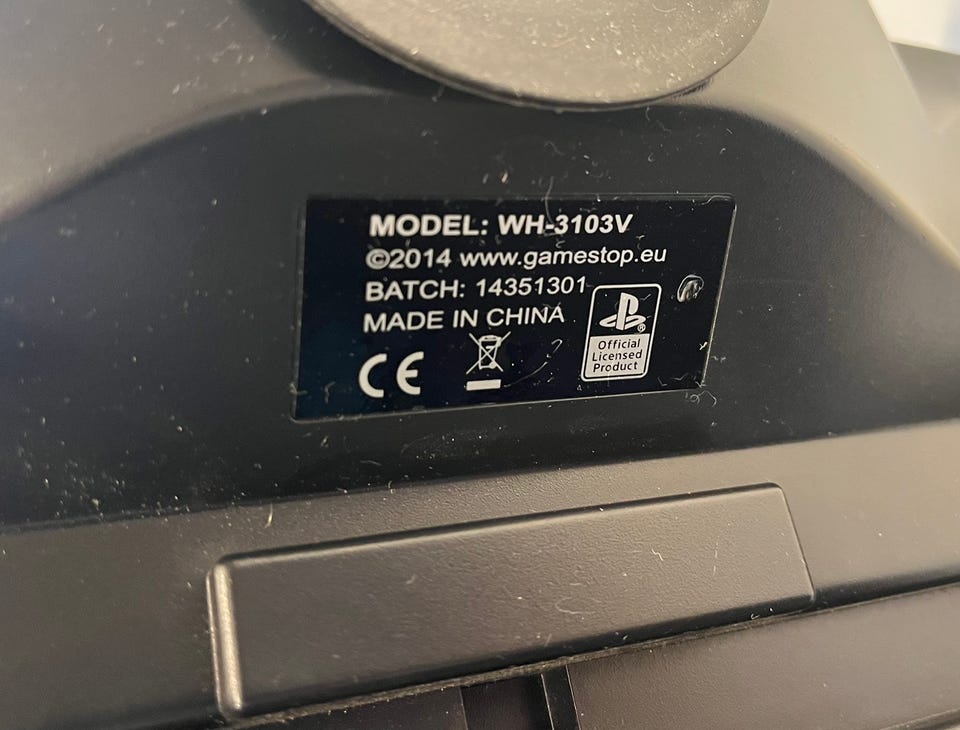 MODEL: WH-3103V
©2014 www.gamestop.eu
BATCH: 14351301
MADE IN CHINA
CE
®
Official
Licensed
Product